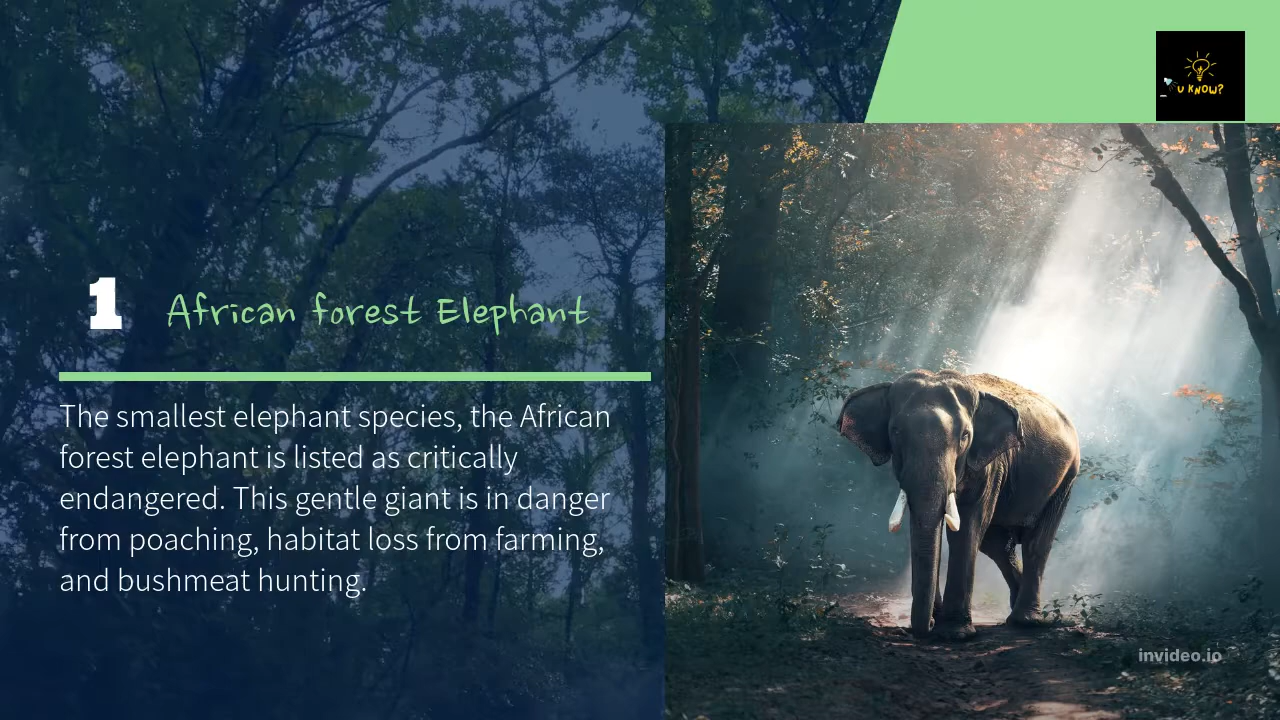 U KNOW?
1 African forest Elephant
The smallest elephant species, the African
forest elephant is listed as critically
endangered. This gentle giant is in danger
from poaching, habitat loss from farming,
and bushmeat hunting.
invideo.io